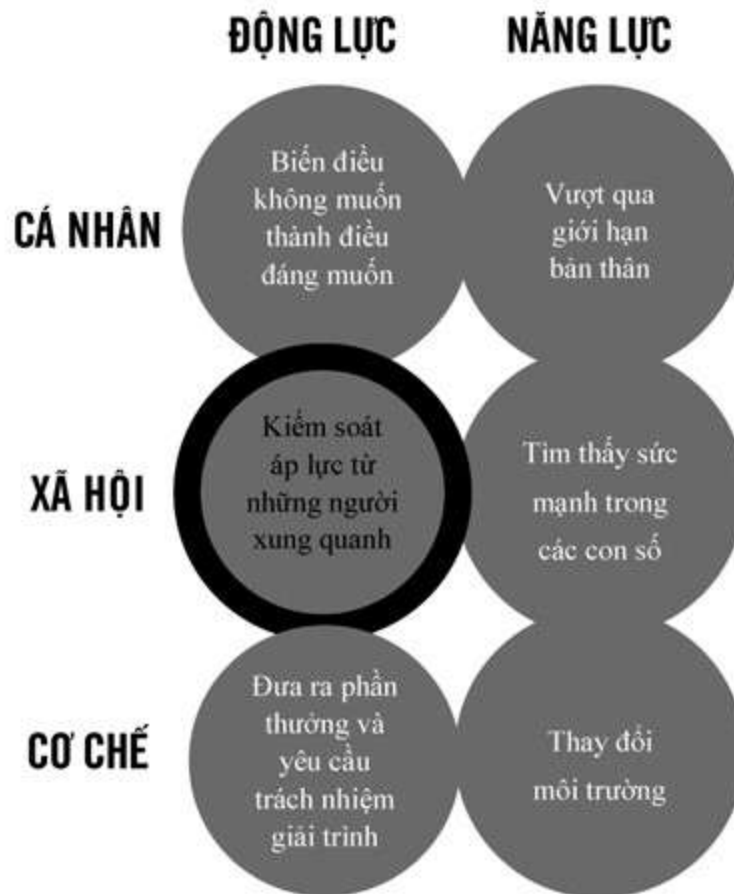 ĐỘNG LỰC NĂNG LỰC
CÁ NHÂN
Biến điều
không muốn
thành điều
đáng muốn
Vượt qua
giới hạn
bản thân
XÃ HỘI
Kiểm soát
áp lực từ
những người
xung quanh
Tìm thấy sức
mạnh trong
các con số
CƠ CHẾ
Đưa ra phần
thưởng và
yêu cầu
trách nhiệm
giải trình
Thay đổi
môi trường